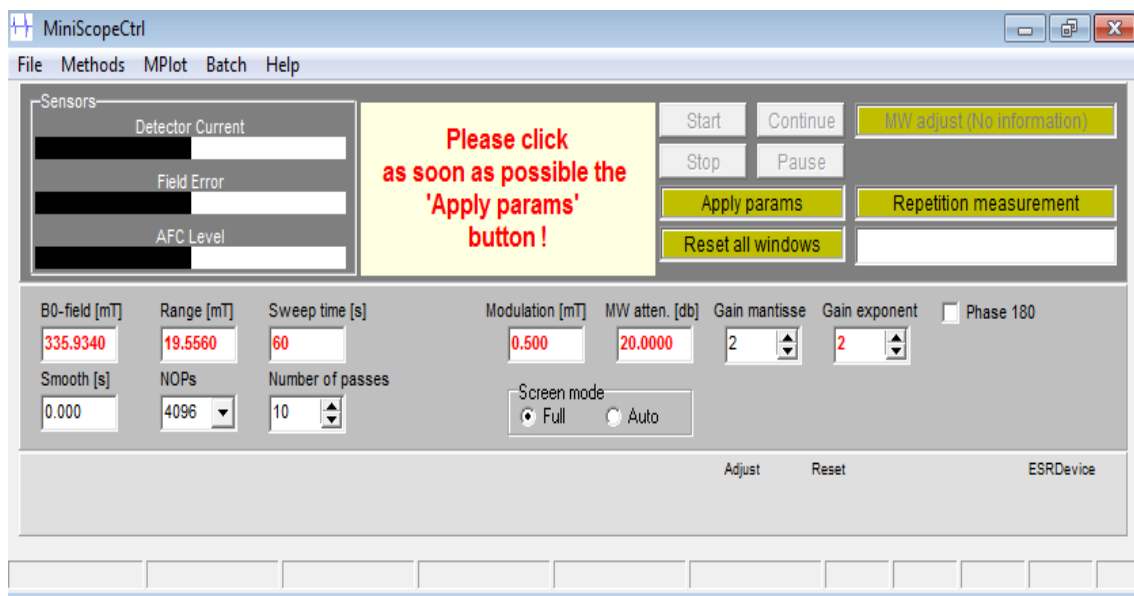 MiniScopeCtrl
File Methods MPlot Batch Help
Sensors
Detector Current
Field Error
AFC Level
Please click
as soon as possible the
'Apply params'
button !
Start Continue MW adjust (No information)
Stop Pause
Apply params Repetition measurement
Reset all windows
B0-field [mT] Range [mT] Sweep time [s] Modulation [mT] MW atten. [db] Gain mantisse Gain exponent Phase 180
335.9340 19.5560 60 0.500 20.0000 2 2
Smooth [s] NOPs Number of passes
0.000 4096 10
Screen mode
Full Auto
Adjust Reset ESRDevice